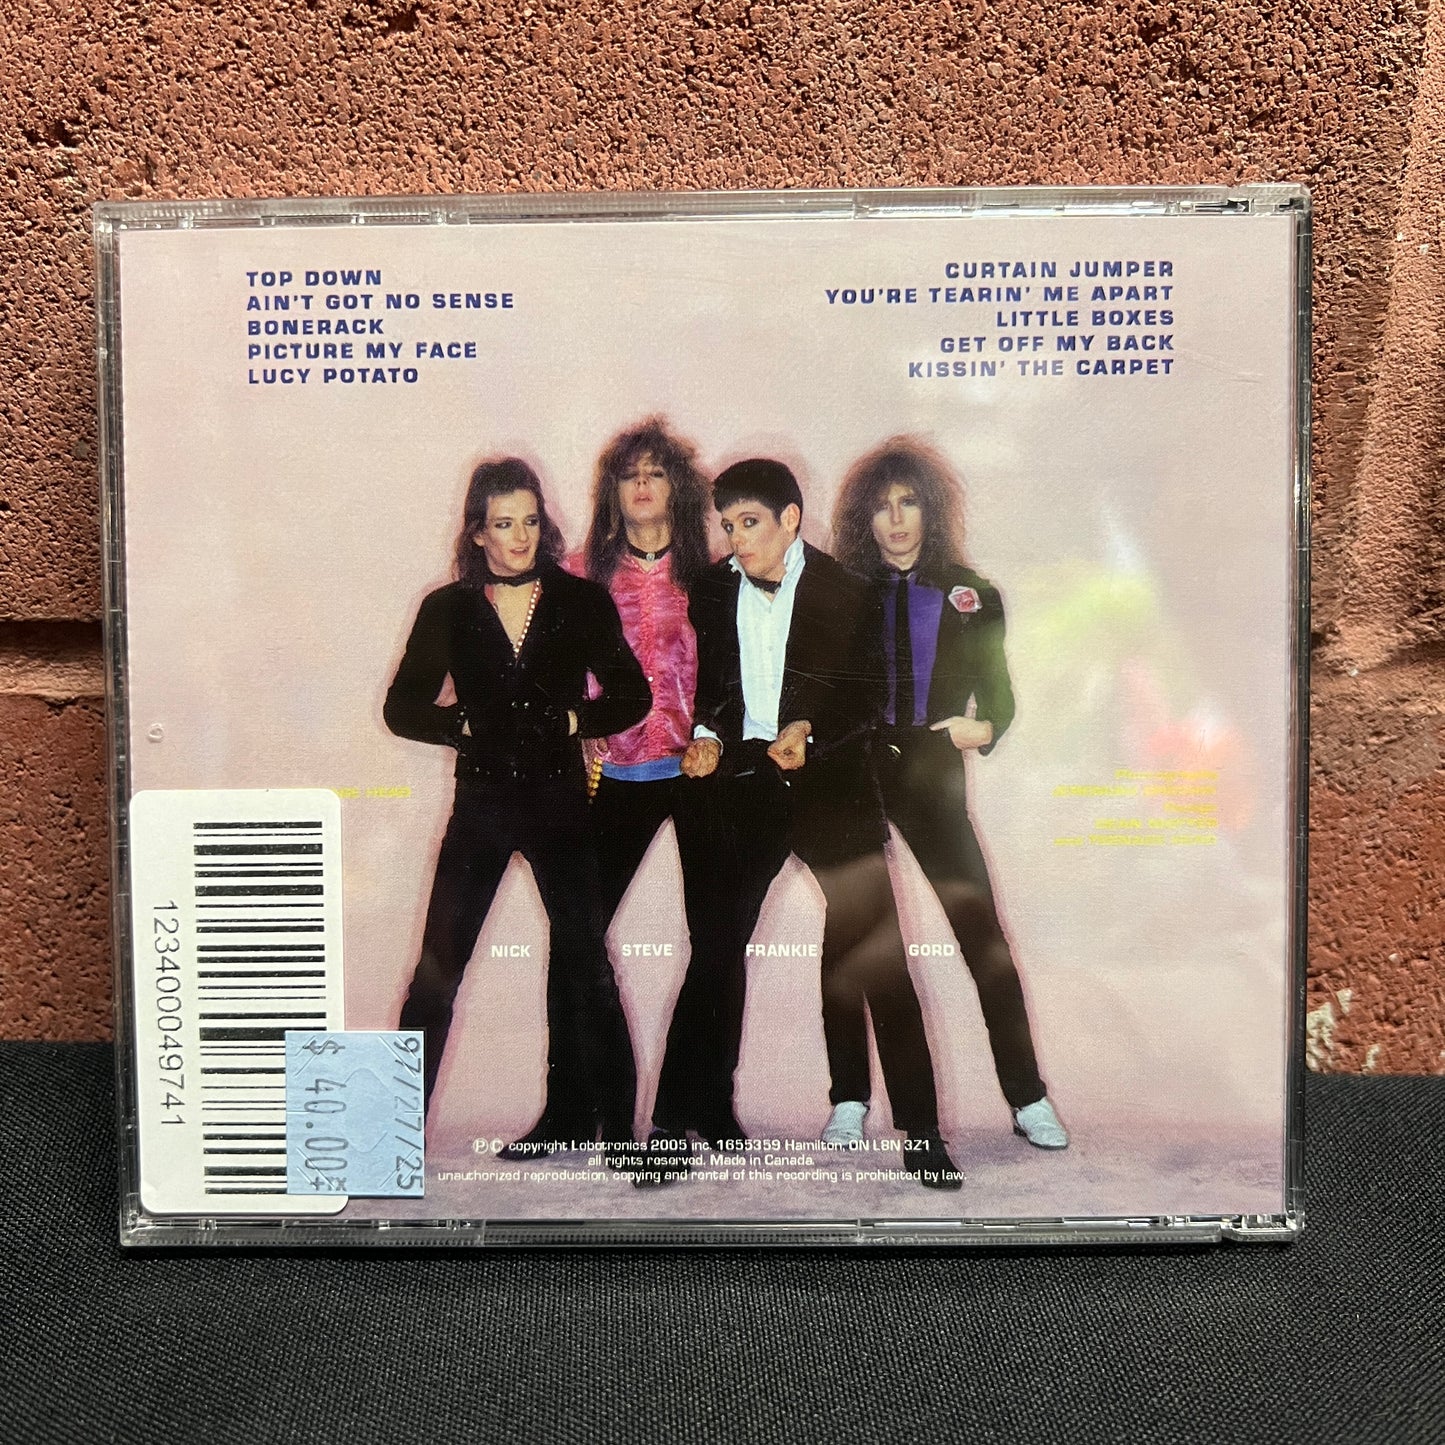 TOP DOWN
AIN'T GOT NO SENSE
BONERACK
PICTURE MY FACE
LUCY POTATO
CURTAIN JUMPER
YOU'RE TEARIN' ME APART
LITTLE BOXES
GET OFF MY BACK
KISSIN' THE CARPET
NICK STEVE FRANKIE GORD
℗© copyright Lobotronics 2005 inc. 1655359 Hamilton, ON L8N 3Z1
all rights reserved. Made in Canada
unauthorized reproduction, copying and rental of this recording is prohibited by law.
123400049741
97/27/25
$ 40.00